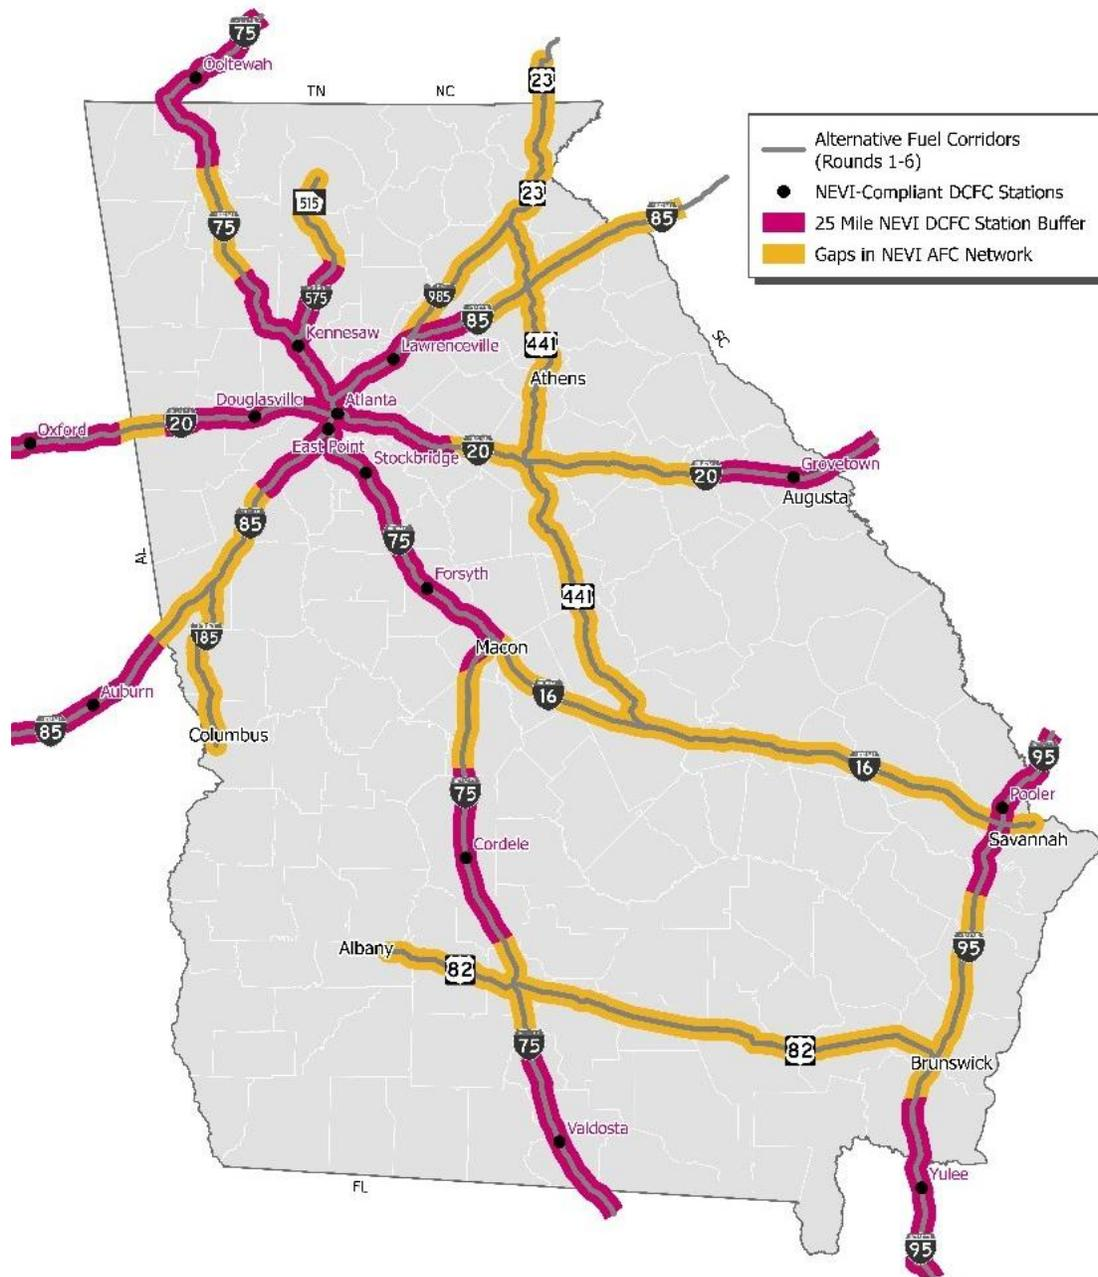 75
Ooltewah
TN
NC
23
Alternative Fuel Corridors
(Rounds 1-6)
NEVI-Compliant DCFC Stations
25 Mile NEVI DCFC Station Buffer
Gaps in NEVI AFC Network
23
515
85
75
575
985
85
Kennesaw
Lawrenceville
441
SC
Athens
Douglasville
Atlanta
20
Oxford
East Point
Stockbridge
20
20
Grovetown
Augusta
85
75
AL
Forsyth
441
185
Macon
16
Auburn
85
Columbus
16
95
75
Pooler
Cordele
Savannah
Albany
82
95
75
82
Brunswick
Valdosta
Yulee
FL
95